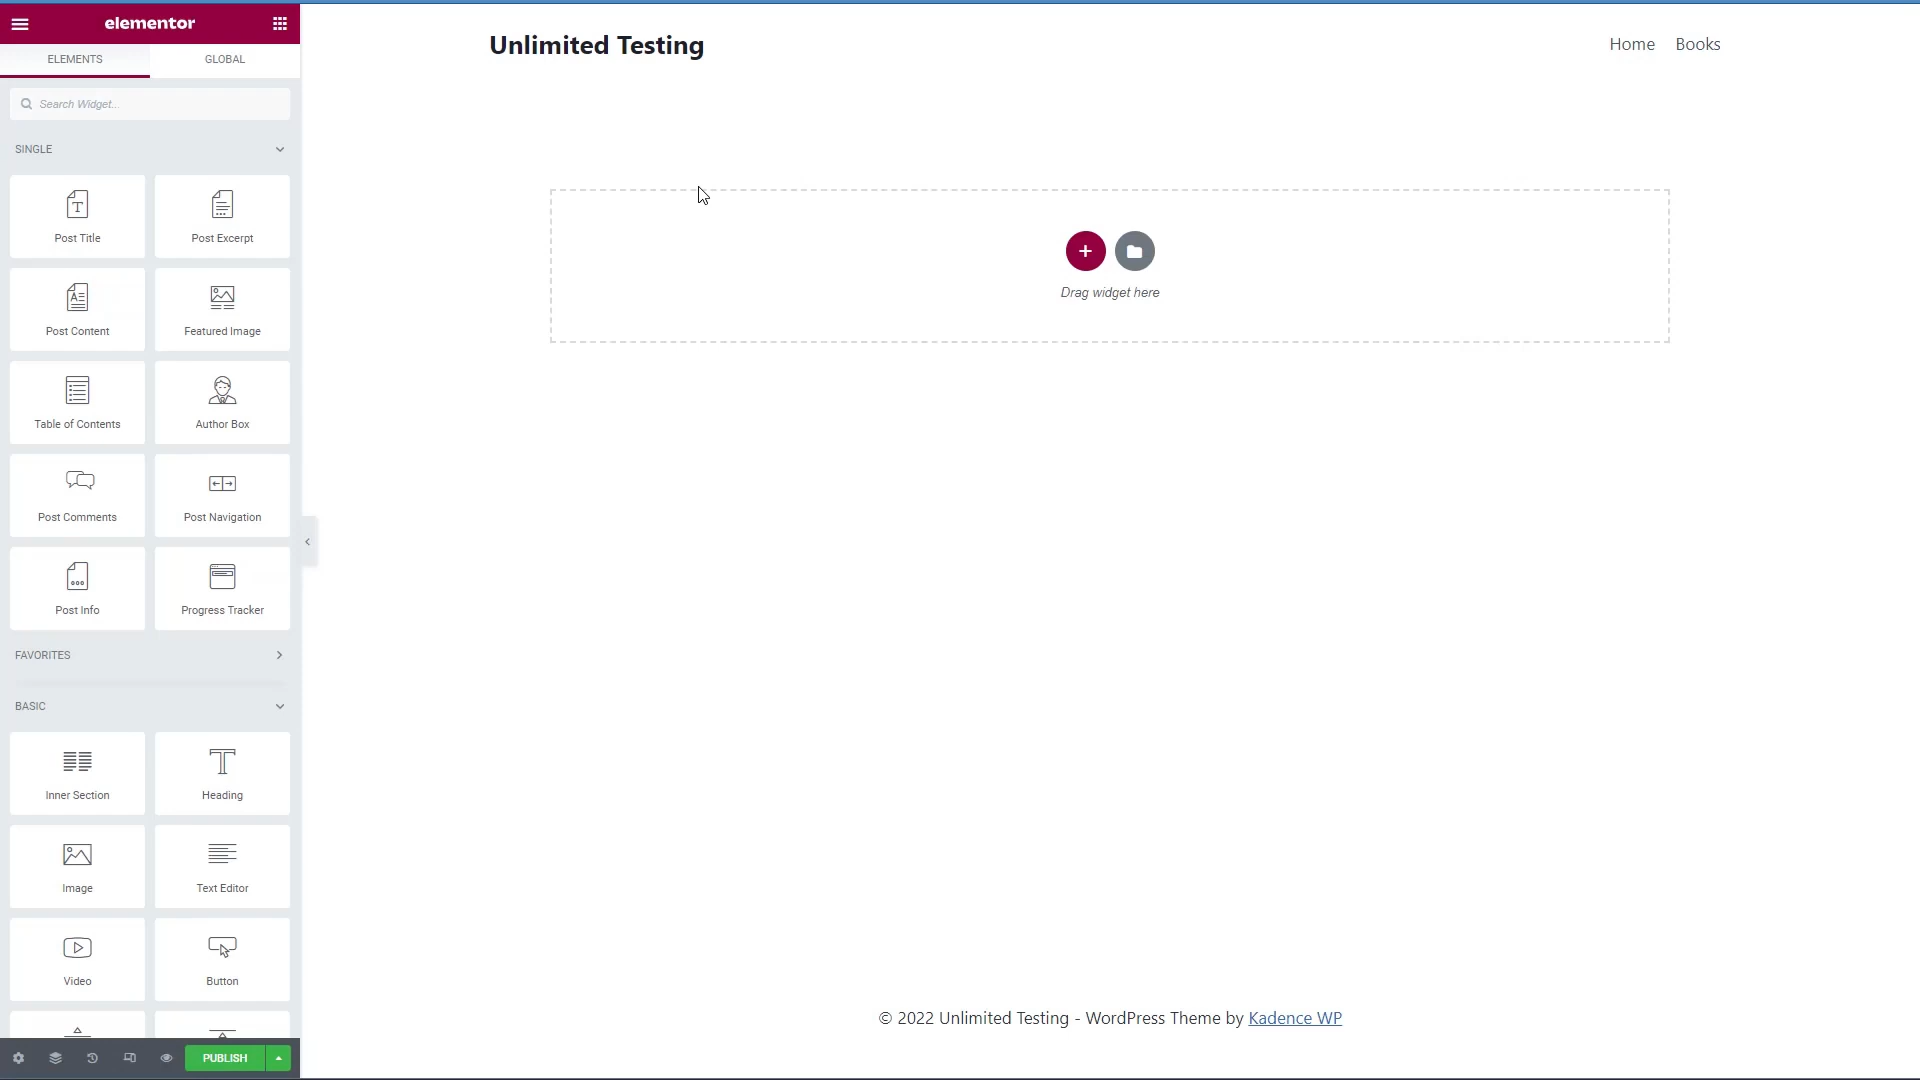 elementor
ELEMENTS
GLOBAL
Search Widget...
SINGLE
Post Title
Post Excerpt
Post Content
Featured Image
Table of Contents
Author Box
Post Comments
Post Navigation
Post Info
Progress Tracker
FAVORITES
BASIC
Inner Section
Heading
Image
Text Editor
Video
Button
PUBLISH
Unlimited Testing
Home
Books
Drag widget here
© 2022 Unlimited Testing - WordPress Theme by Kadence WP